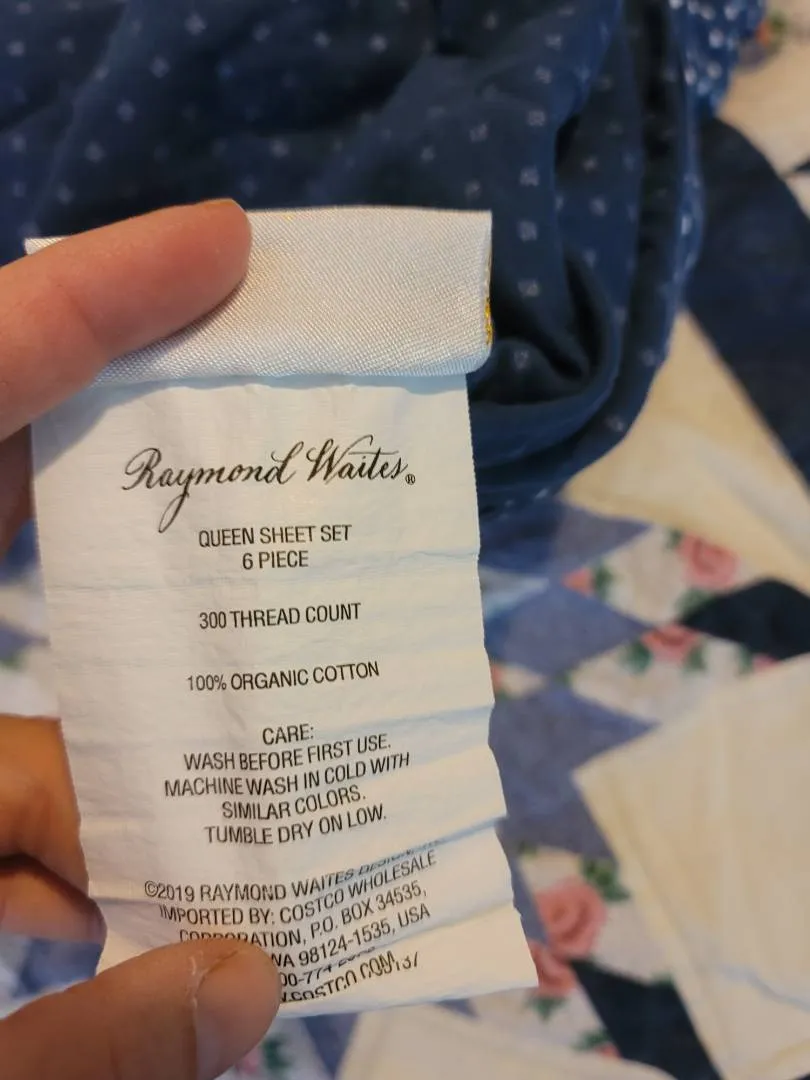 Raymond Waites®
QUEEN SHEET SET
6 PIECE
300 THREAD COUNT
100% ORGANIC COTTON
CARE:
WASH BEFORE FIRST USE.
MACHINE WASH IN COLD WITH
SIMILAR COLORS.
TUMBLE DRY ON LOW.
©2019 RAYMOND WAITES
IMPORTED BY: COSTCO WHOLESALE
CORPORATION, P.O. BOX 34535,
WA 98124-1535, USA